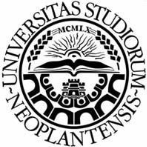 UNIVERSITAS STUDIORUM
MCMLX
NEOPLANTENSIS